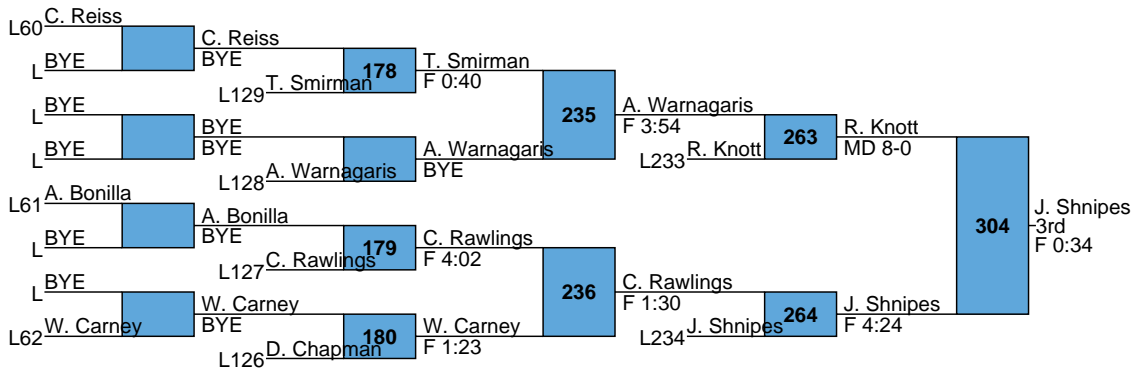 L60 C. Reiss
L BYE
C. Reiss
BYE
L129 T. Smirman
178
T. Smirman
F 0:40
L BYE
L BYE
BYE
BYE
L128 A. Warnagaris
A. Warnagaris
BYE
235
A. Warnagaris
F 3:54
L233 R. Knott
263
R. Knott
MD 8-0
L61 A. Bonilla
L BYE
A. Bonilla
BYE
L127 C. Rawlings
179
C. Rawlings
F 4:02
L BYE
L62 W. Carney
W. Carney
BYE
L126 D. Chapman
180
W. Carney
F 1:23
236
C. Rawlings
F 1:30
L234 J. Shnipes
264
J. Shnipes
F 4:24
304
J. Shnipes
3rd
F 0:34